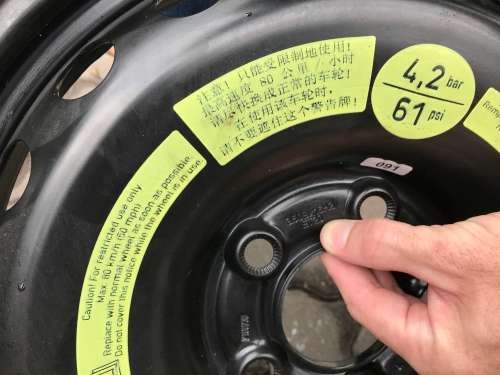 注意！只能受限制地使用！
最高速度 80 公里／小时
请尽快换成正常的车轮！
在使用该车轮时，
请不要遮住这个警告牌！
4,2 bar
61 psi
091
Caution! For restricted use only
Max. 80 km/h (50 mph)
Replace with normal wheel as soon as possible.
Do not cover this notice while the wheel is in use.